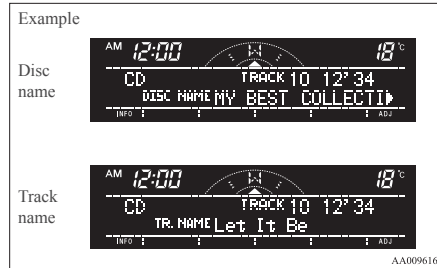 Example
Disc name
AM 12:00 W 18°C
CD TRACK 10 12’34
DISC NAME MY BEST COLLECTI
INFO ADJ
Track name
AM 12:00 W 18°C
CD TRACK 10 12’34
TR. NAME Let It Be
INFO ADJ
AA009616